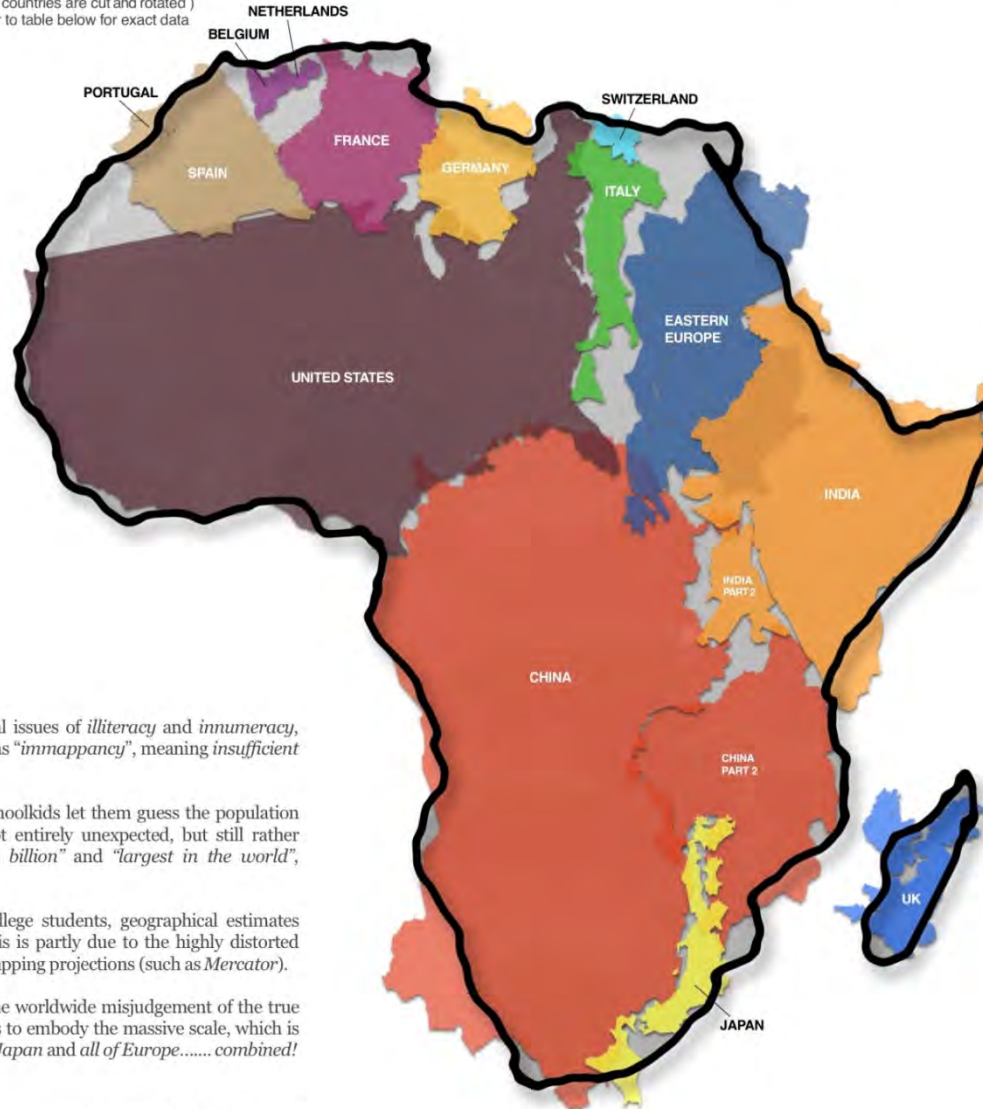 countries are cut and rotated )
to table below for exact data
NETHERLANDS
BELGIUM
PORTUGAL
SWITZERLAND
FRANCE
GERMANY
SPAIN
ITALY
EASTERN
EUROPE
UNITED STATES
INDIA
INDIA
PART 2
CHINA
CHINA
PART 2
UK
JAPAN
issues of illiteracy and innumeracy,
as “immappancy”, meaning insufficient
let them guess the population
entirely unexpected, but still rather
billion” and “largest in the world”,
students, geographical estimates
is partly due to the highly distorted
projections (such as Mercator).
worldwide misjudgement of the true
to embody the massive scale, which is
Japan and all of Europe....... combined!